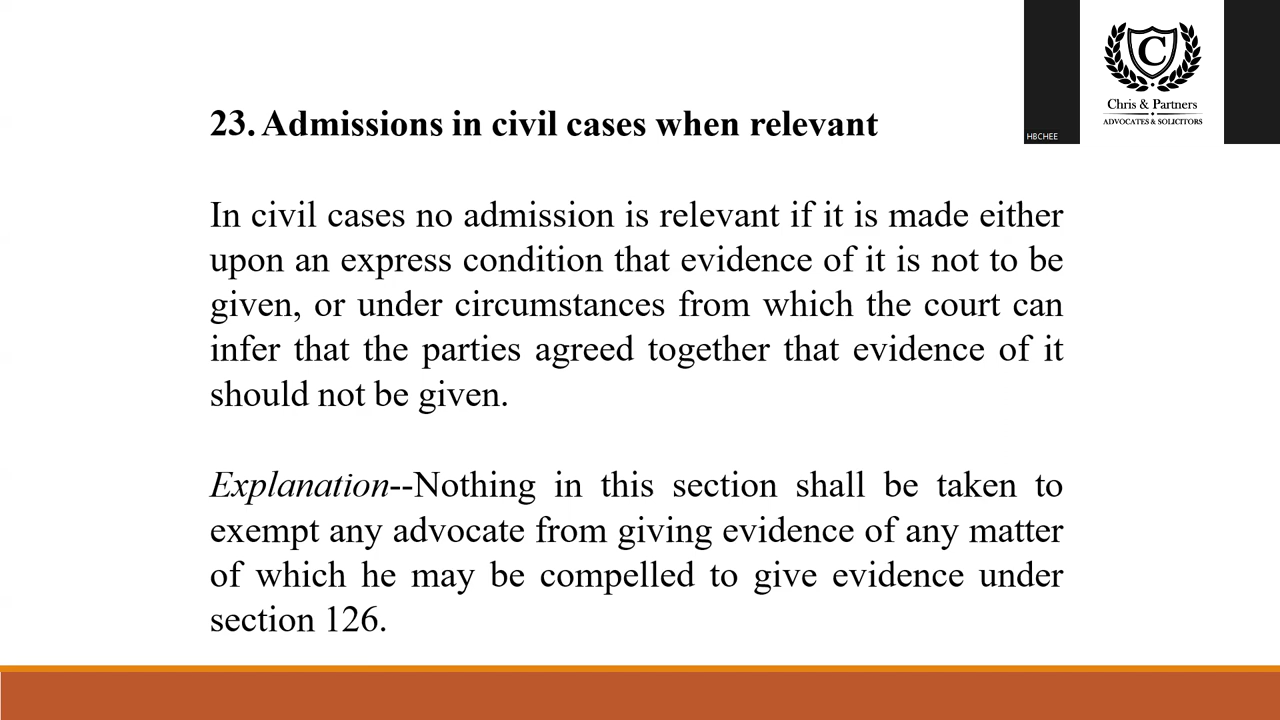 C
Chris & Partners
ADVOCATES & SOLICITORS
HBCHEE
23. Admissions in civil cases when relevant
In civil cases no admission is relevant if it is made either
upon an express condition that evidence of it is not to be
given, or under circumstances from which the court can
infer that the parties agreed together that evidence of it
should not be given.
Explanation--Nothing in this section shall be taken to
exempt any advocate from giving evidence of any matter
of which he may be compelled to give evidence under
section 126.